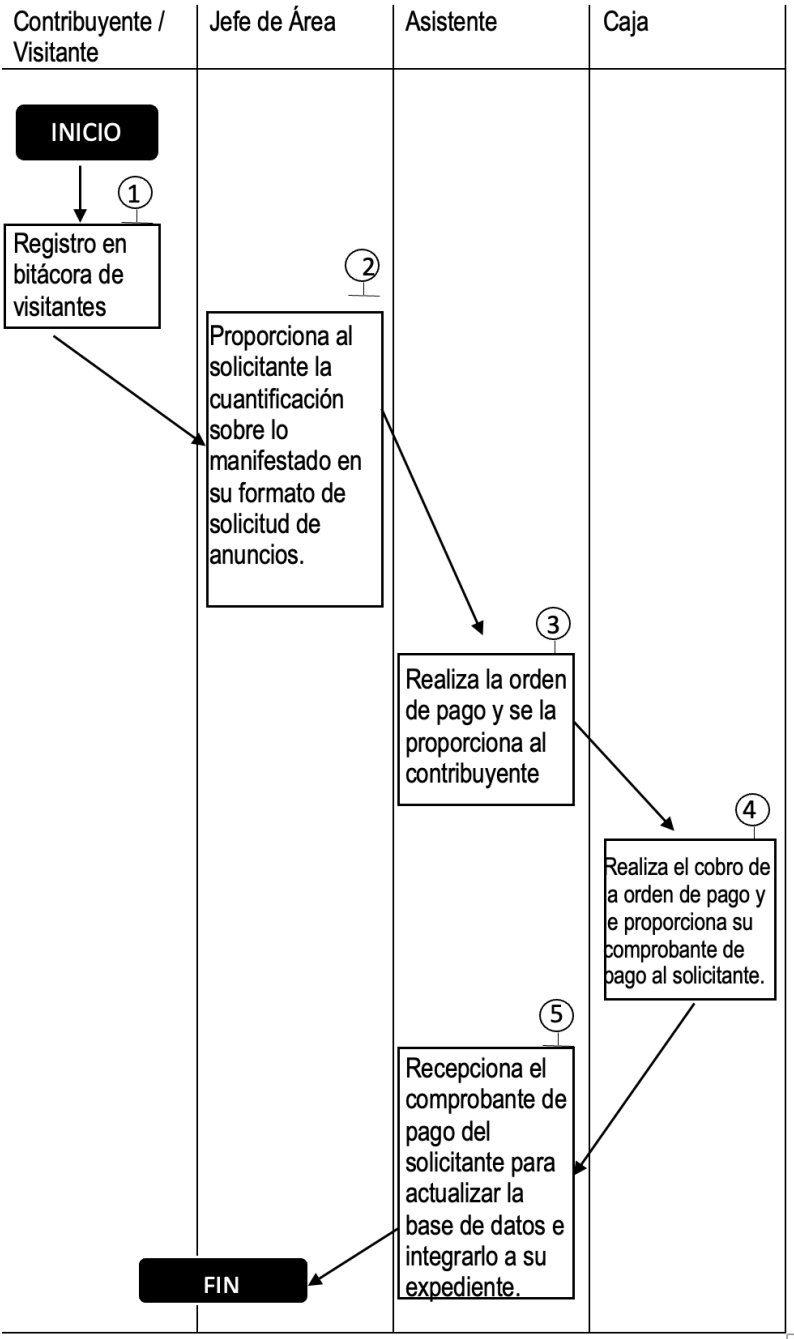 Contribuyente /
Visitante
Jefe de Área
Asistente
Caja
INICIO
1
Registro en
bitácora de
visitantes
2
Proporciona al
solicitante la
cuantificación
sobre lo
manifestado en
su formato de
solicitud de
anuncios.
3
Realiza la orden
de pago y se la
proporciona al
contribuyente
4
Realiza el cobro de
a orden de pago y
e proporciona su
comprobante de
pago al solicitante.
5
Recepciona el
comprobante de
pago del
solicitante para
actualizar la
base de datos e
integrarlo a su
expediente.
FIN